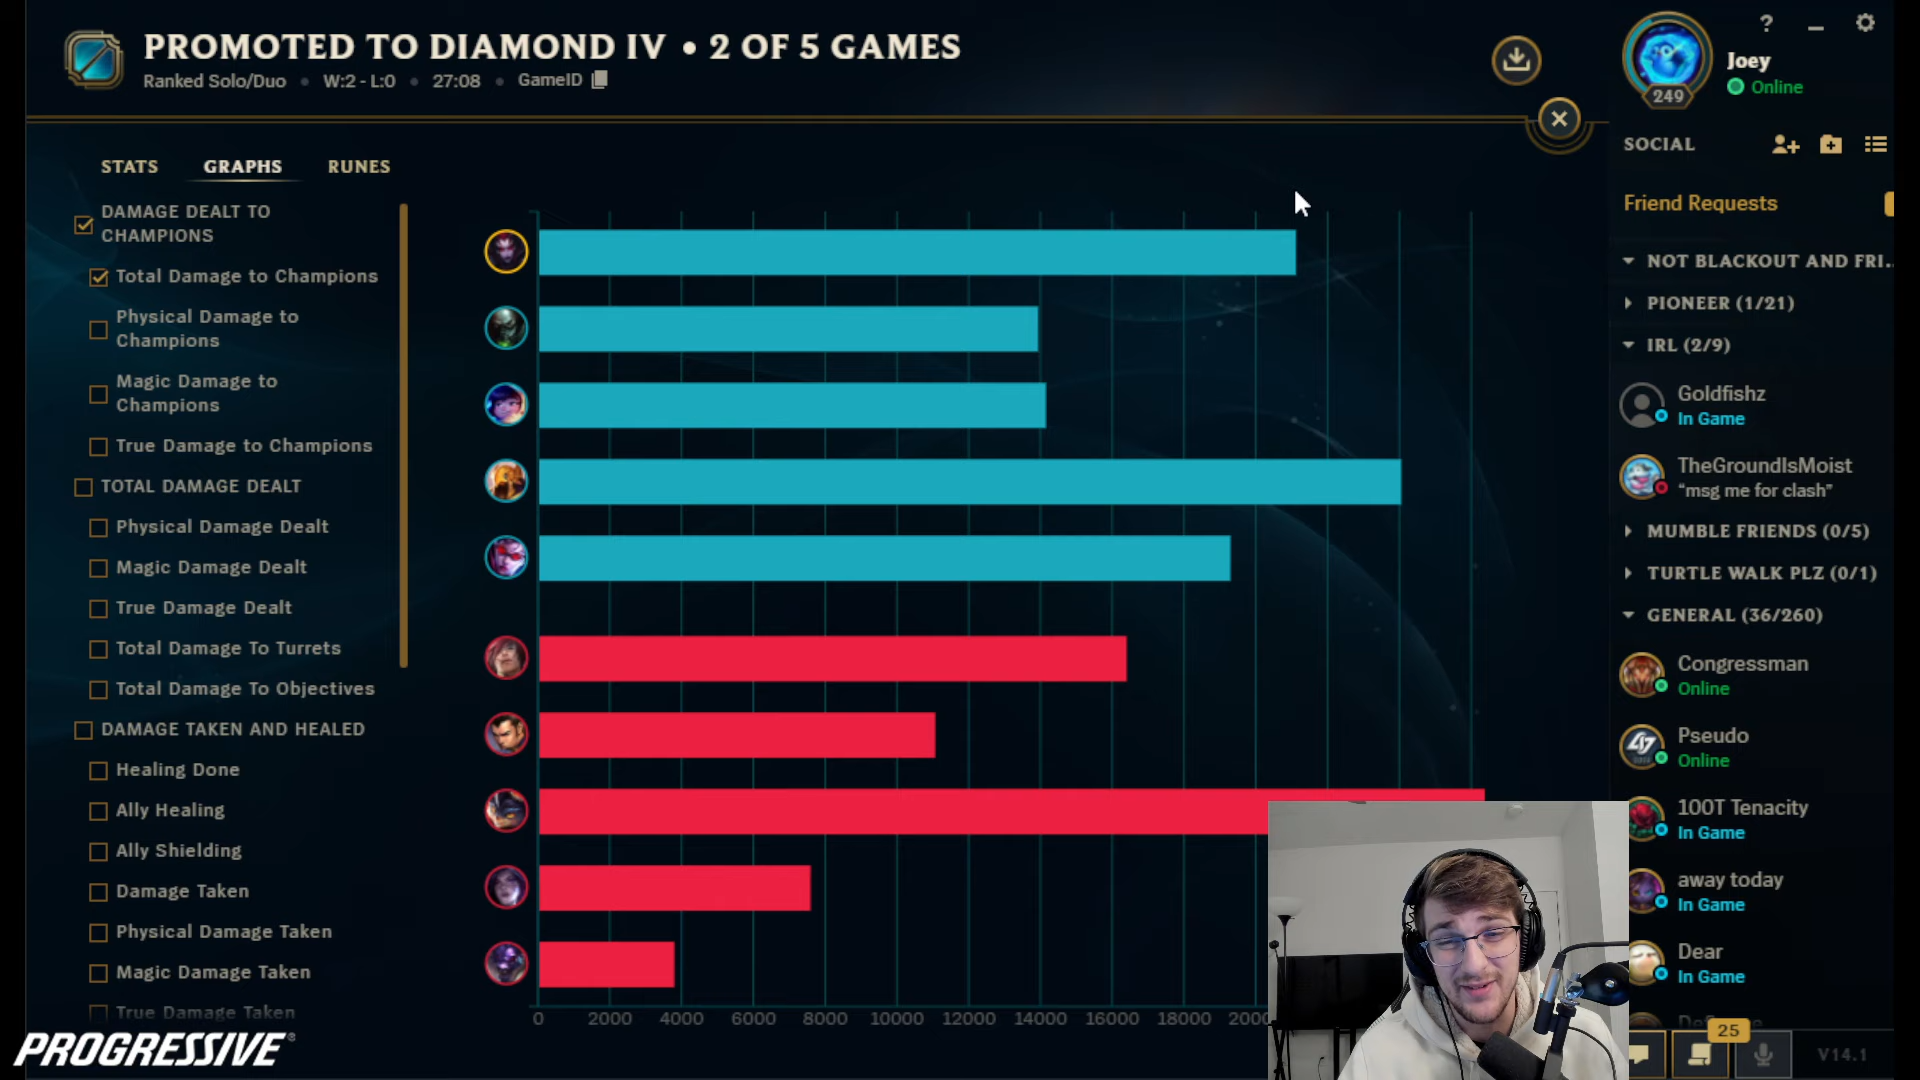 PROMOTED TO DIAMOND IV • 2 OF 5 GAMES
Ranked Solo/Duo • W:2 - L:0 • 27:08 • GameID
249
Joey
Online
?
STATS
GRAPHS
RUNES
DAMAGE DEALT TO
CHAMPIONS
Total Damage to Champions
Physical Damage to
Champions
Magic Damage to
Champions
True Damage to Champions
TOTAL DAMAGE DEALT
Physical Damage Dealt
Magic Damage Dealt
True Damage Dealt
Total Damage To Turrets
Total Damage To Objectives
DAMAGE TAKEN AND HEALED
Healing Done
Ally Healing
Ally Shielding
Damage Taken
Physical Damage Taken
Magic Damage Taken
True Damage Taken
PROGRESSIVE®
0 2000 4000 6000 8000 10000 12000 14000 16000 18000 2000
SOCIAL
Friend Requests
NOT BLACKOUT AND FRI...
PIONEER (1/21)
IRL (2/9)
Goldfishz
In Game
TheGroundIsMoist
“msg me for clash”
MUMBLE FRIENDS (0/5)
TURTLE WALK PLZ (0/1)
GENERAL (36/260)
Congressman
Online
Pseudo
Online
100T Tenacity
In Game
away today
In Game
Dear
In Game
25
V14.1